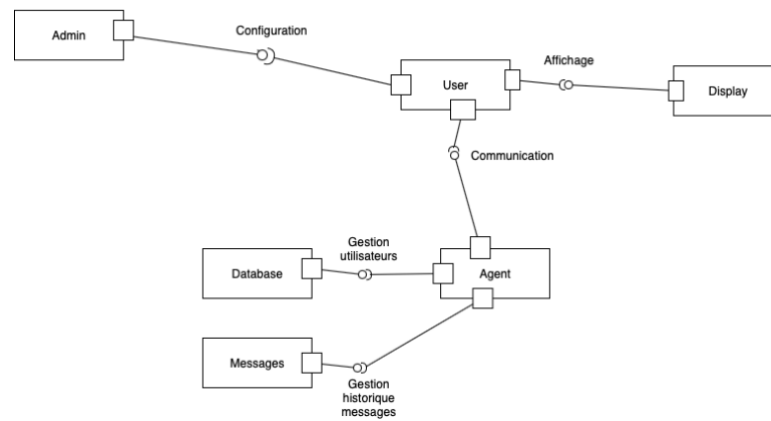 Configuration
Admin
Affichage
User
Display
Communication
Gestion
utilisateurs
Database
Agent
Messages
Gestion
historique
messages